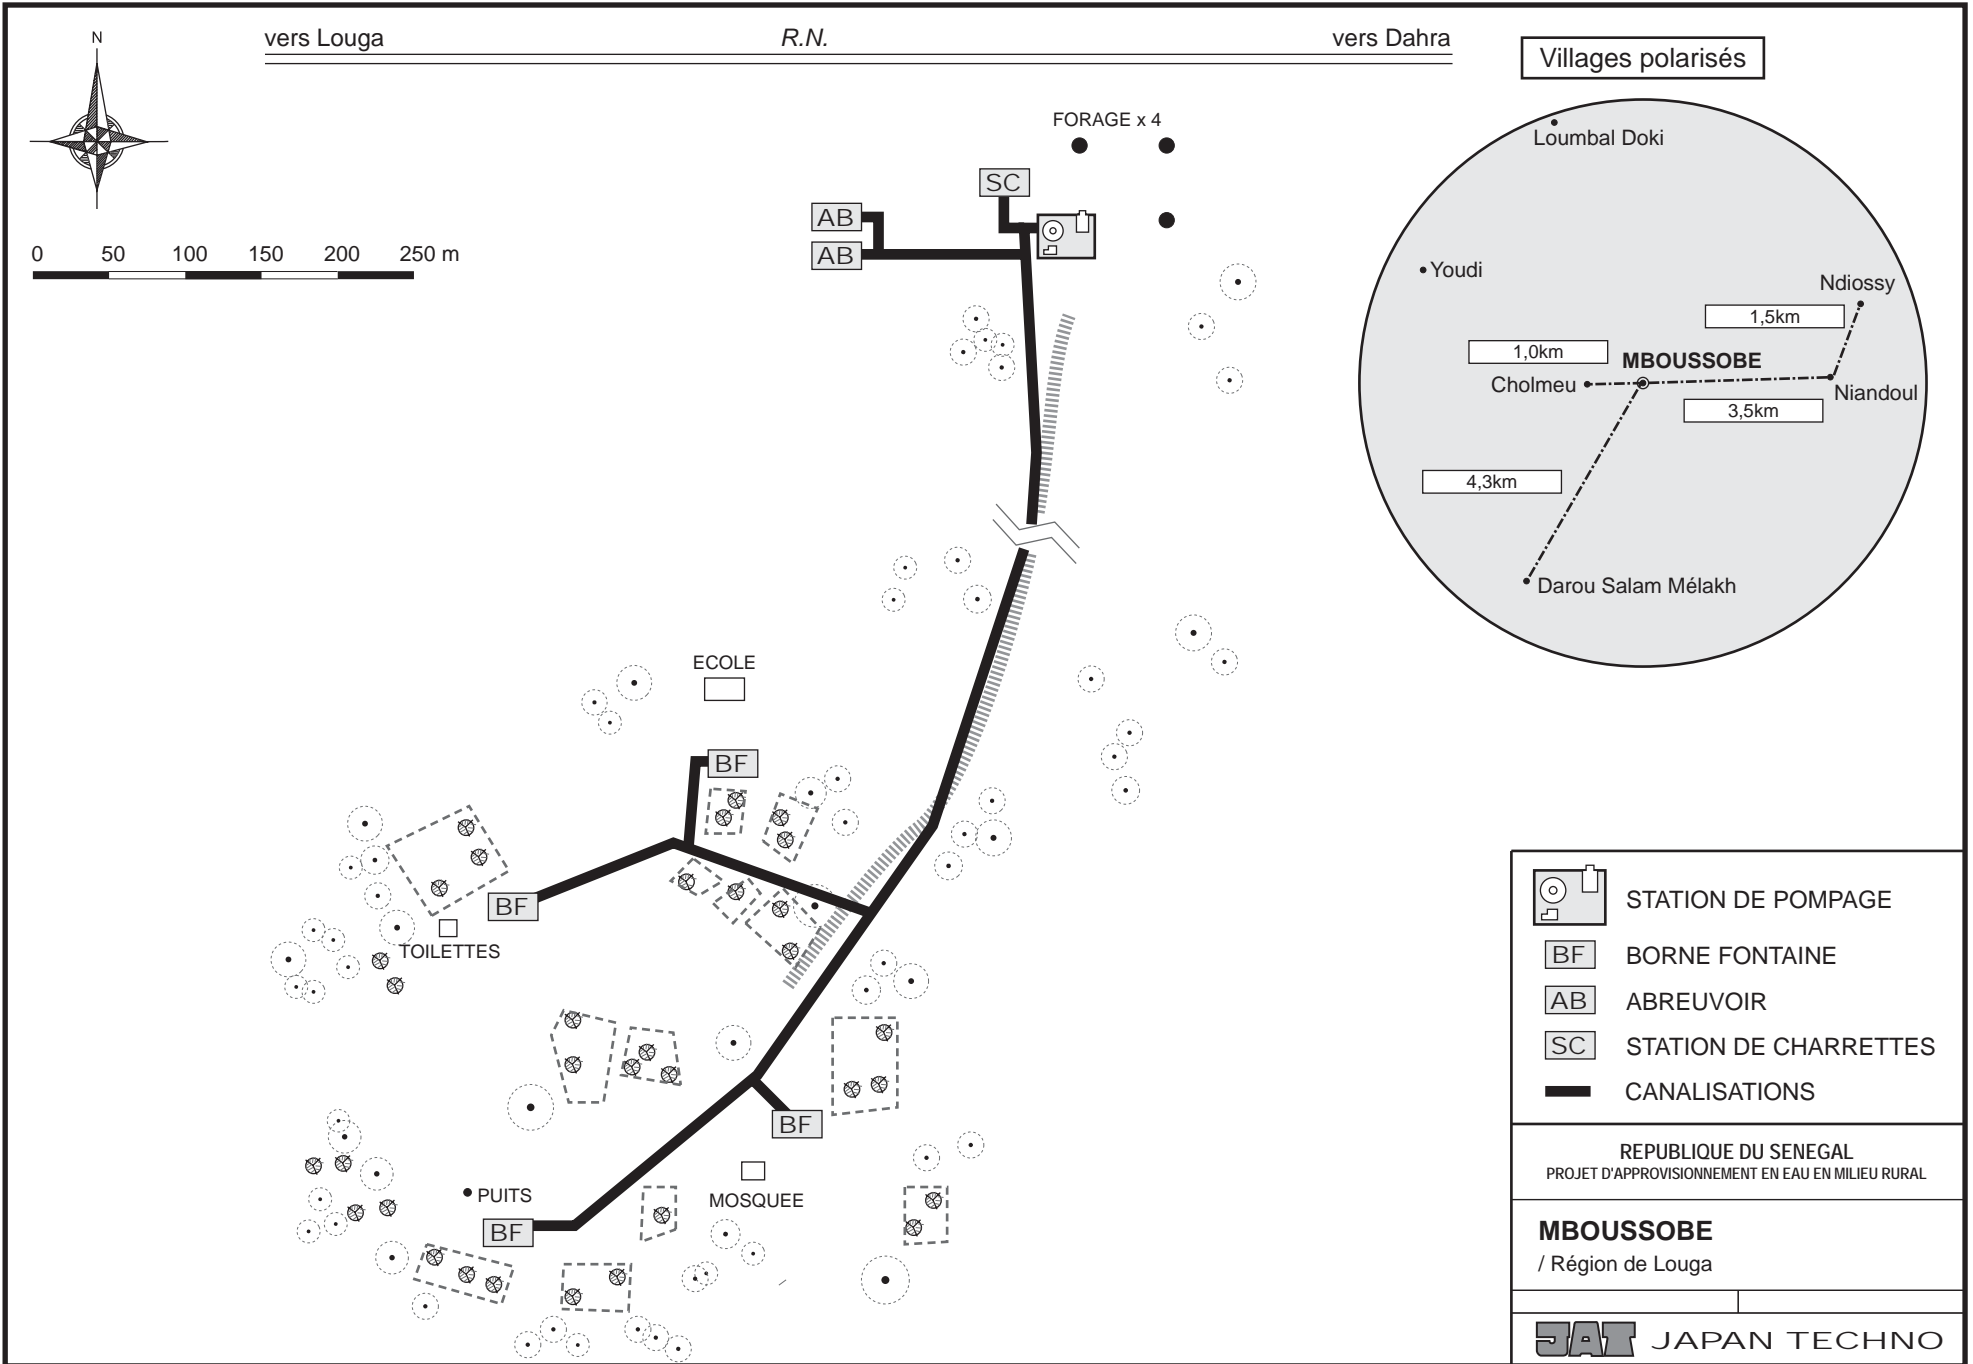 N
vers Louga
R.N.
vers Dahra
Villages polarisés
FORAGE x 4
Loumbal Doki
SC
AB
AB
0 50 100 150 200 250 m
Youdi
Ndiossy
1,5km
1,0km
MBOUSSOBE
Cholmeu
Niandoul
3,5km
4,3km
Darou Salam Mélakh
ECOLE
BF
BF
TOILETTES
BF
PUITS
MOSQUEE
BF
STATION DE POMPAGE
BF BORNE FONTAINE
AB ABREUVOIR
SC STATION DE CHARRETTES
CANALISATIONS
REPUBLIQUE DU SENEGAL
PROJET D'APPROVISIONNEMENT EN EAU EN MILIEU RURAL
MBOUSSOBE
/ Région de Louga
JAT JAPAN TECHNO